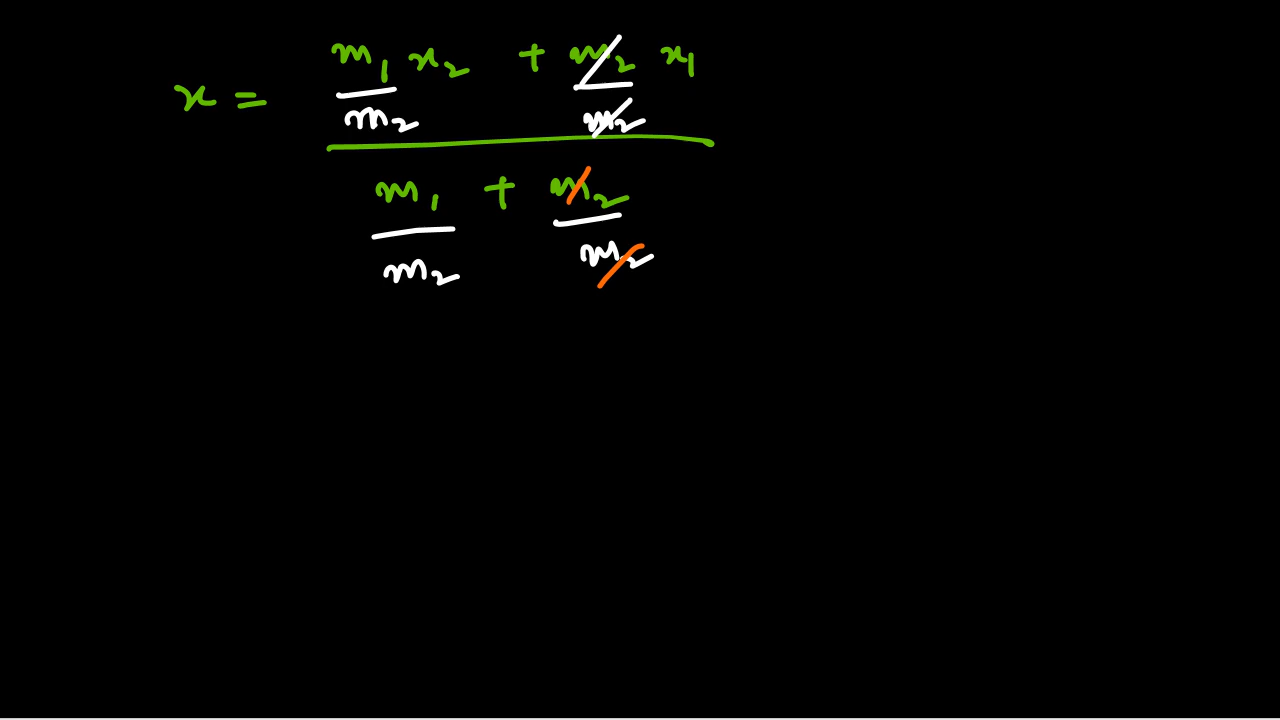 x = m₁/m₂ x₂ + m₂/m₂ x₁
m₁/m₂ + m₂/m₂